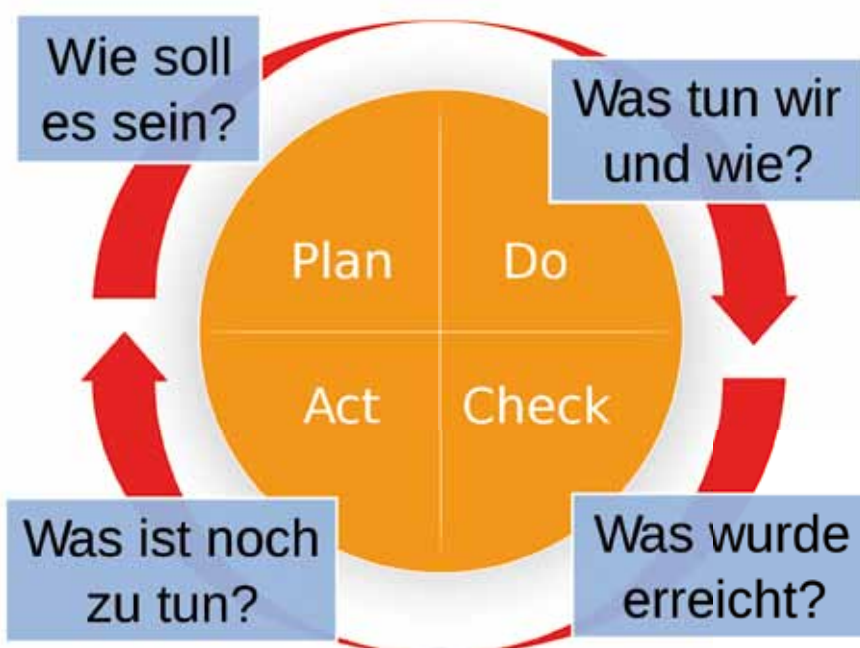 Wie soll
es sein?
Was tun wir
und wie?
Plan
Do
Act
Check
Was ist noch
zu tun?
Was wurde
erreicht?